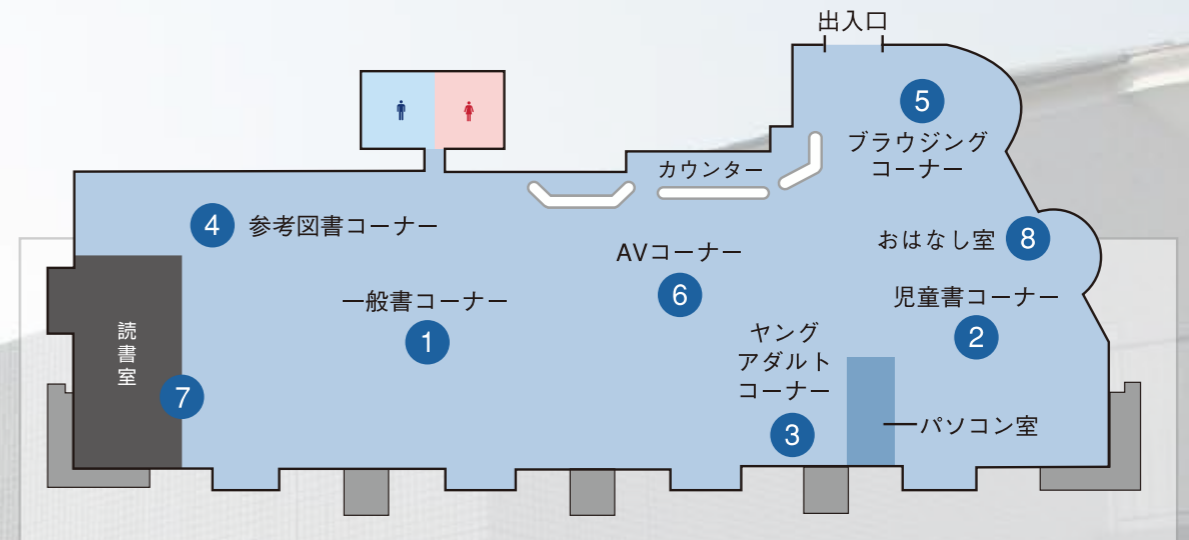 出入口
5
ブラウジング
コーナー
カウンター
4 参考図書コーナー
おはなし室 8
AVコーナー
6
児童書コーナー
2
一般書コーナー
1
ヤング
アダルト
コーナー
3
読書室
7
パソコン室